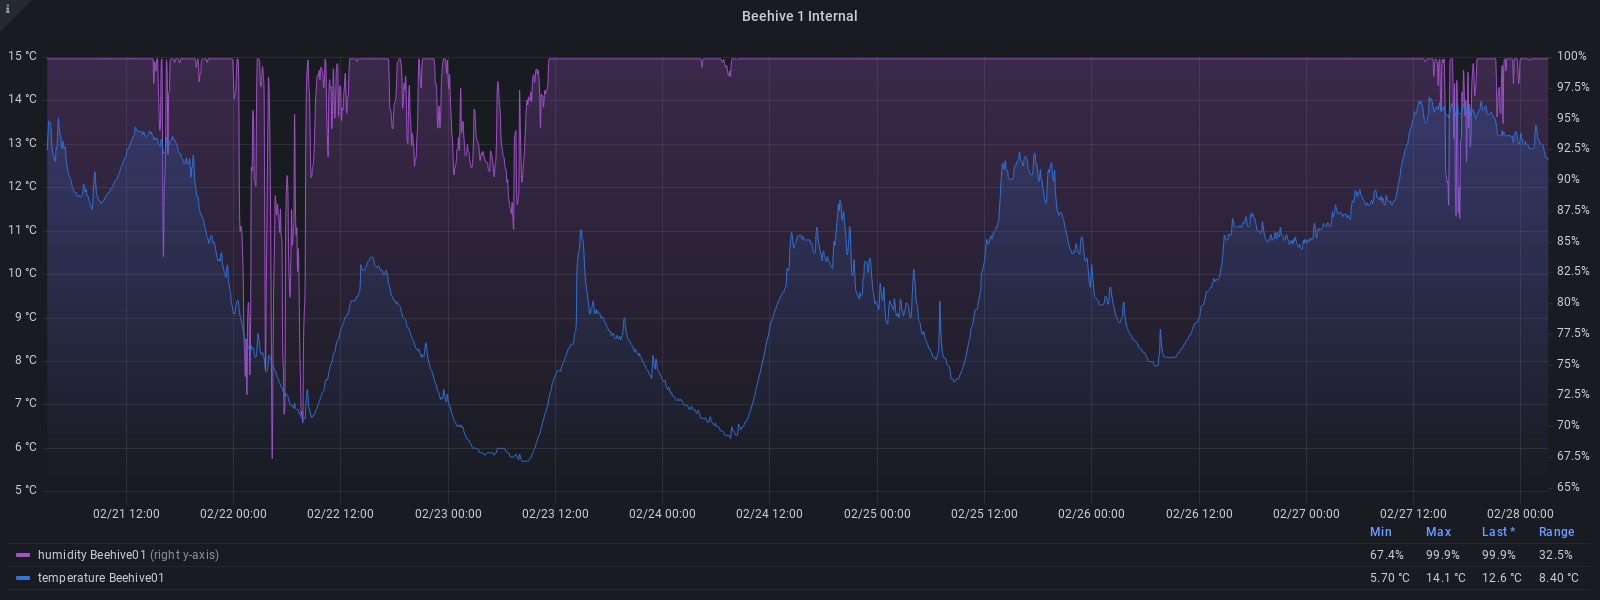 i
Beehive 1 Internal
15 °C 100%
97.5%
14 °C
95%
13 °C
92.5%
12 °C 90%
87.5%
11 °C
85%
10 °C 82.5%
80%
9 °C
77.5%
8 °C 75%
72.5%
7 °C
70%
6 °C
67.5%
5 °C 65%
02/21 12:00 02/22 00:00 02/22 12:00 02/23 00:00 02/23 12:00 02/24 00:00 02/24 12:00 02/25 00:00 02/25 12:00 02/26 00:00 02/26 12:00 02/27 00:00 02/27 12:00 02/28 00:00
Min Max Last * Range
humidity Beehive01 (right y-axis) 67.4% 99.9% 99.9% 32.5%
temperature Beehive01 5.70 °C 14.1 °C 12.6 °C 8.40 °C